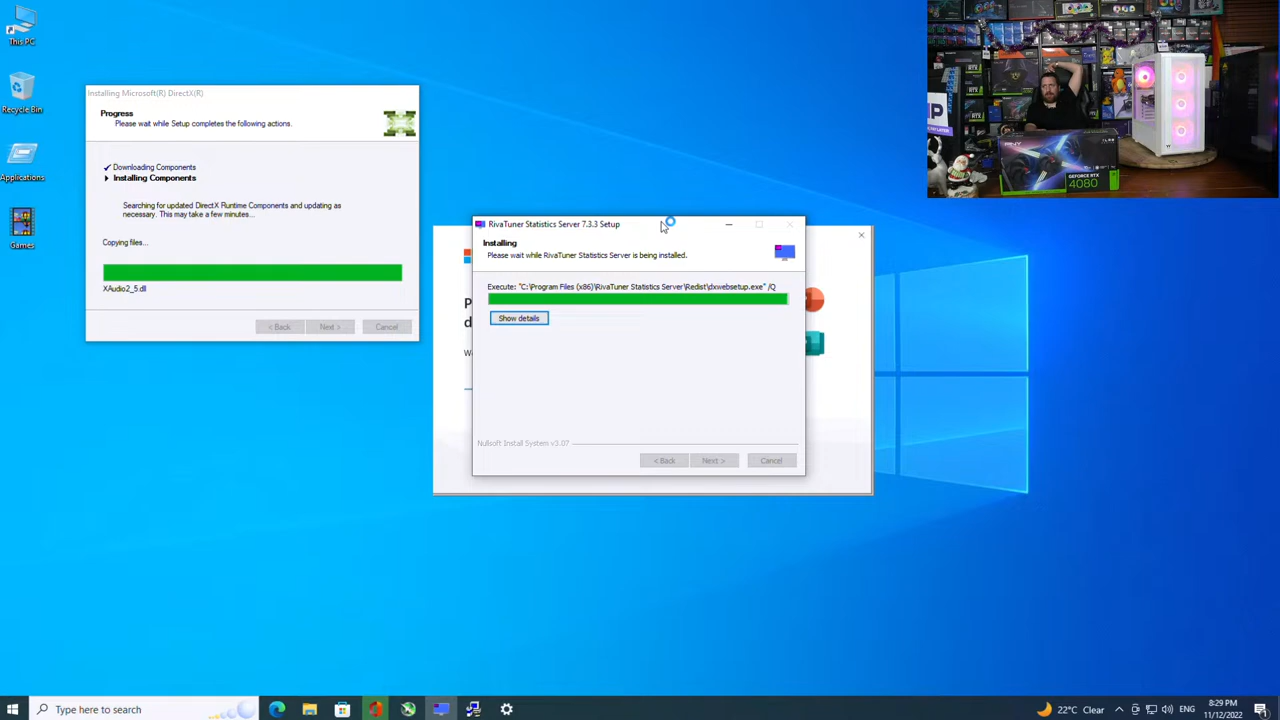 This PC
Recycle Bin
Applications
Games
Installing Microsoft(R) DirectX(R)
Progress
Please wait while Setup completes the following actions.
Downloading Components
Installing Components
Searching for updated DirectX Runtime Components and updating as
necessary. This may take a few minutes...
Copying files...
XAudio2_5.dll
< Back
Next >
Cancel
RivaTuner Statistics Server 7.3.3 Setup
Installing
Please wait while RivaTuner Statistics Server is being installed.
Execute: "C:\Program Files (x86)\RivaTuner Statistics Server\Redist\dxwebsetup.exe" /Q
Show details
Nullsoft Install System v3.07
< Back
Next >
Cancel
PNY
GEFORCE RTX
4080
Type here to search
22°C Clear
ENG
8:29 PM
11/12/2022